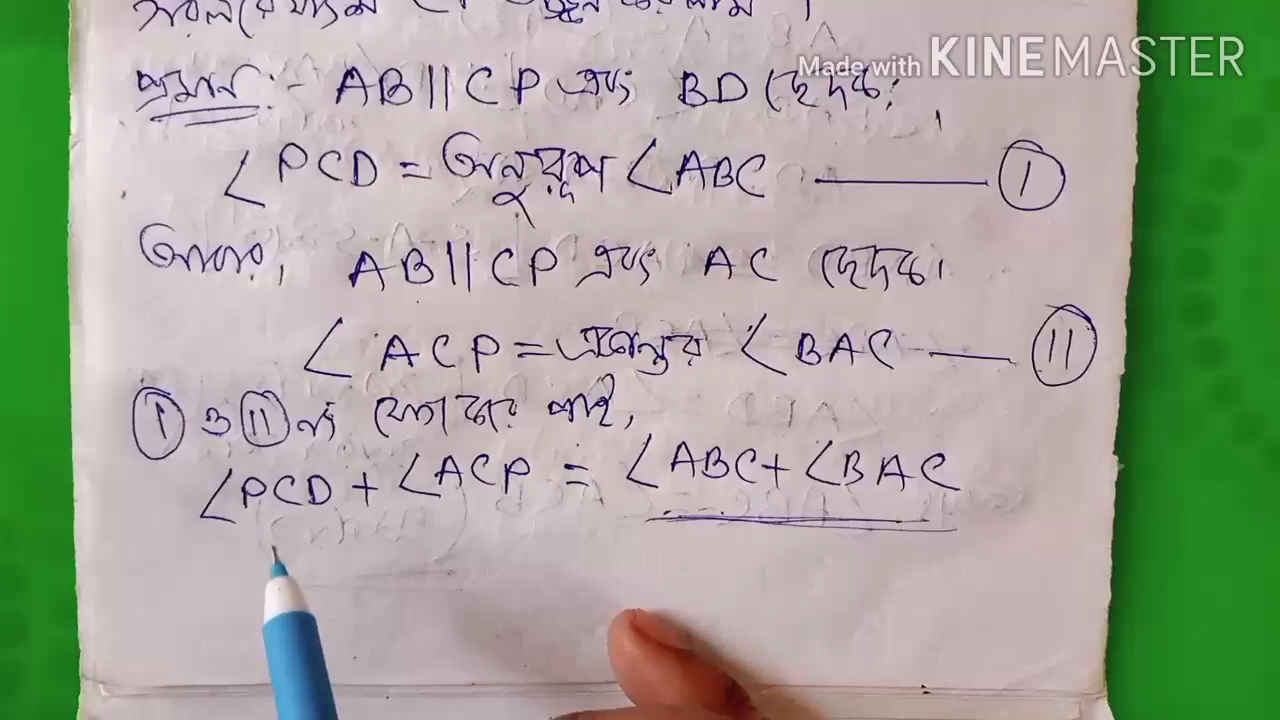 Made with KINEMASTER
প্রমান :- AB || CP এবং BD ছেদক।
∠PCD = অনুরূপ ∠ABC ——— I
আবার, AB || CP এবং AC ছেদক।
∠ACP = একান্তর ∠BAC —— II
I ও II নং যোগ করে পাই,
∠PCD + ∠ACP = ∠ABC + ∠BAC